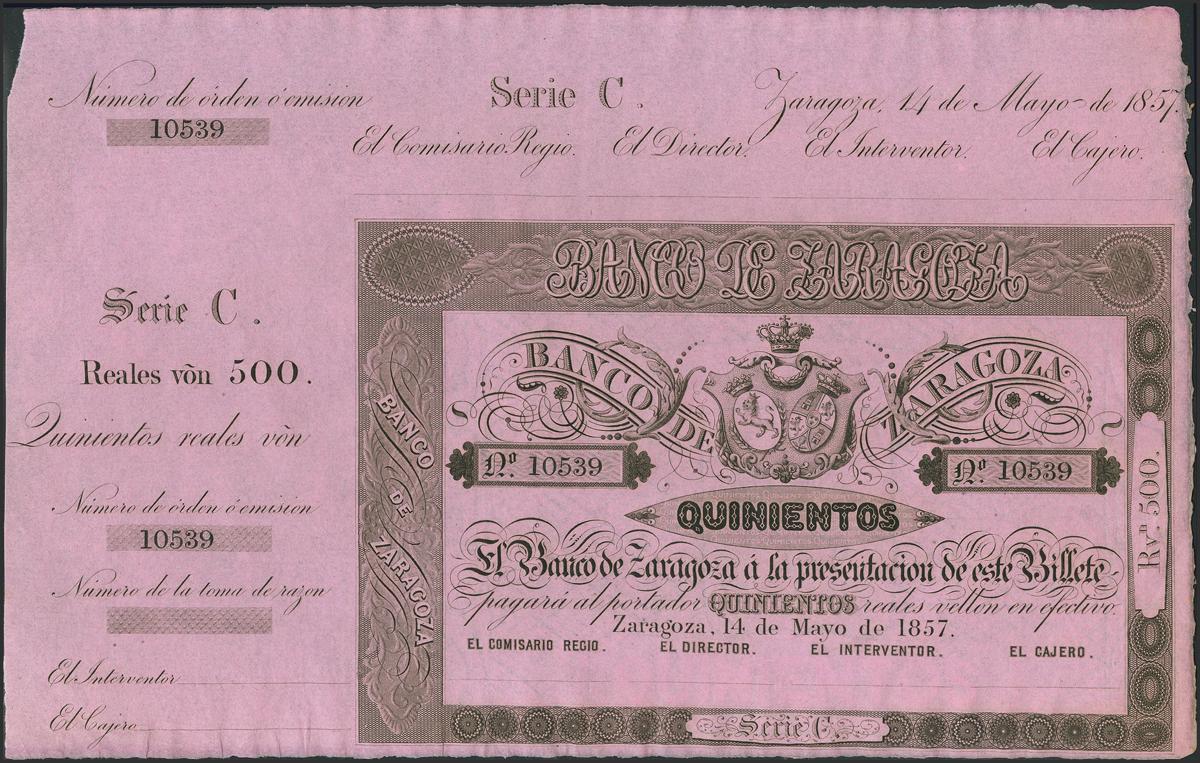 Número de órden ó emision
10539
Serie C.
Zaragoza, 14 de Mayo de 1857.
El Comisario Regio. El Director. El Interventor. El Cajero.
Serie C.
Reales vōn 500.
Quinientos reales vōn
Número de órden ó emision
10539
Número de la toma de razon
El Interventor
El Cajero
BANCO DE ZARAGOZA
BANCO DE ZARAGOZA
BANCO DE ZARAGOZA
Nº 10539
Nº 10539
QUINIENTOS
El Banco de Zaragoza á la presentacion de este Billete
pagará al portador QUINIENTOS reales vellon en efectivo.
Zaragoza, 14 de Mayo de 1857.
EL COMISARIO REGIO. EL DIRECTOR. EL INTERVENTOR. EL CAJERO.
Rvⁿ 500.
Serie C.